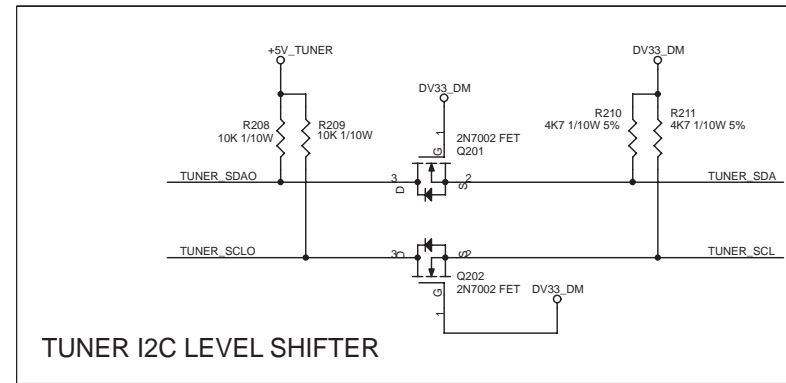 +5V_TUNER
DV33_DM
DV33_DM
R208
10K 1/10W
R209
10K 1/10W
1
G
2N7002 FET
Q201
R210
4K7 1/10W 5%
R211
4K7 1/10W 5%
TUNER_SDAO
3
D
S
2
TUNER_SDA
TUNER_SCLO
3
D
S
2
TUNER_SCL
Q202
2N7002 FET
G
1
DV33_DM
TUNER I2C LEVEL SHIFTER